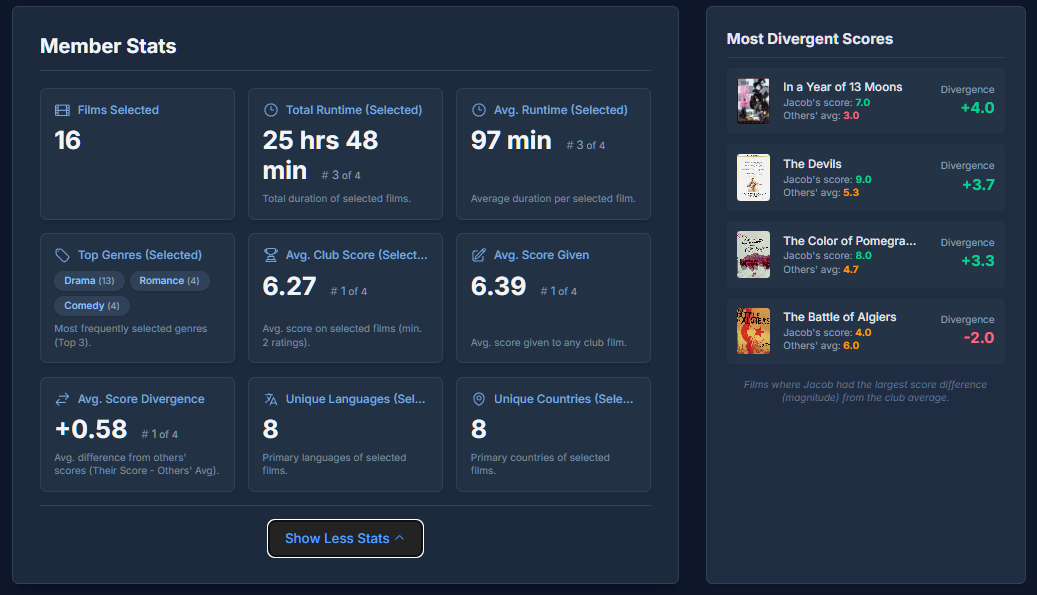 Member Stats
Films Selected
16
Total Runtime (Selected)
25 hrs 48
min # 3 of 4
Total duration of selected films.
Avg. Runtime (Selected)
97 min # 3 of 4
Average duration per selected film.
Top Genres (Selected)
Drama (13) Romance (4)
Comedy (4)
Most frequently selected genres
(Top 3).
Avg. Club Score (Select...
6.27 # 1 of 4
Avg. score on selected films (min.
2 ratings).
Avg. Score Given
6.39 # 1 of 4
Avg. score given to any club film.
Avg. Score Divergence
+0.58 # 1 of 4
Avg. difference from others'
scores (Their Score - Others' Avg).
Unique Languages (Sel...
8
Primary languages of selected
films.
Unique Countries (Sele...
8
Primary countries of selected
films.
Show Less Stats
Most Divergent Scores
In a Year of 13 Moons
Jacob's score: 7.0
Others' avg: 3.0
Divergence
+4.0
The Devils
Jacob's score: 9.0
Others' avg: 5.3
Divergence
+3.7
The Color of Pomegra...
Jacob's score: 8.0
Others' avg: 4.7
Divergence
+3.3
ALGIERS
The Battle of Algiers
Jacob's score: 4.0
Others' avg: 6.0
Divergence
-2.0
Films where Jacob had the largest score difference
(magnitude) from the club average.